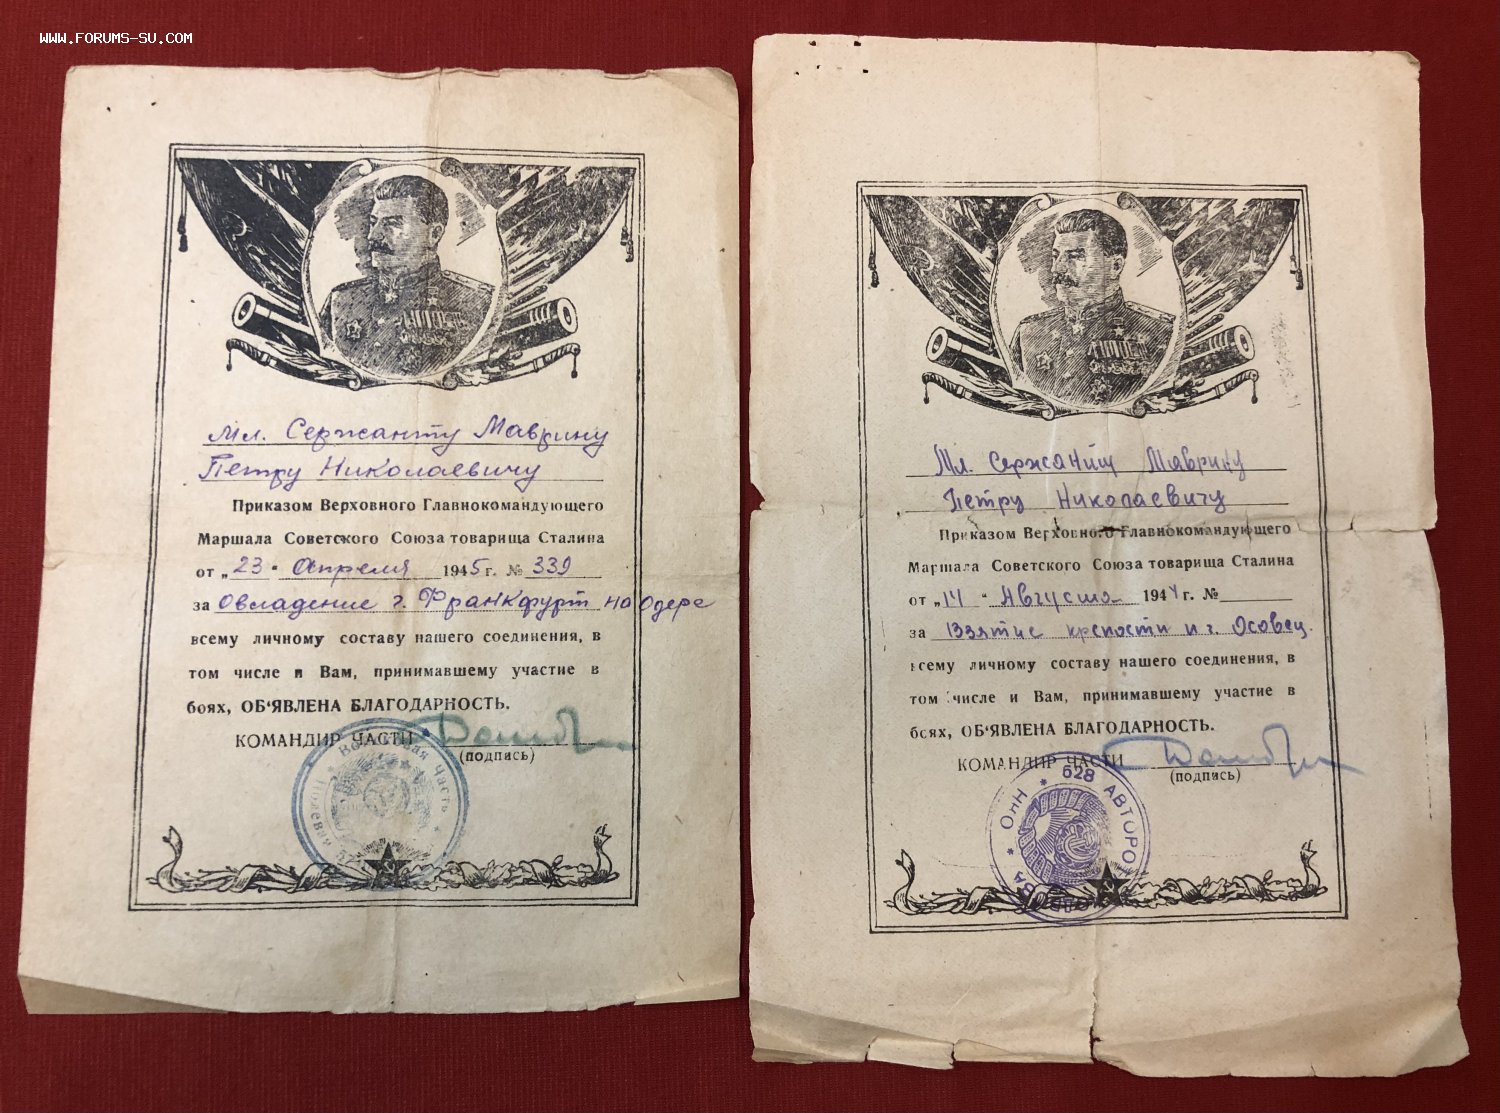 WWW.FORUMS-SU.COM
Мл. Сержанту Маврину
Петру Николаевичу
Приказом Верховного Главнокомандующего
Маршала Советского Союза товарища Сталина
от „23“ Апреля 1945 г. № 339
за Овладение г. Франкфурт на Одере
всему личному составу нашего соединения, в
том числе и Вам, принимавшему участие в
боях, ОБ‘ЯВЛЕНА БЛАГОДАРНОСТЬ.
КОМАНДИР ЧАСТИ
(подпись)
Войсковая Часть
Полевая
Мл. Сержанту Маврину
Петру Николаевичу
Приказом Верховного Главнокомандующего
Маршала Советского Союза товарища Сталина
от „14“ Августа 1944 г. №
за Взятие крепости и г. Осовец.
всему личному составу нашего соединения, в
том числе и Вам, принимавшему участие в
боях, ОБ‘ЯВЛЕНА БЛАГОДАРНОСТЬ.
КОМАНДИР ЧАСТИ
(подпись)
628 АВТОРО